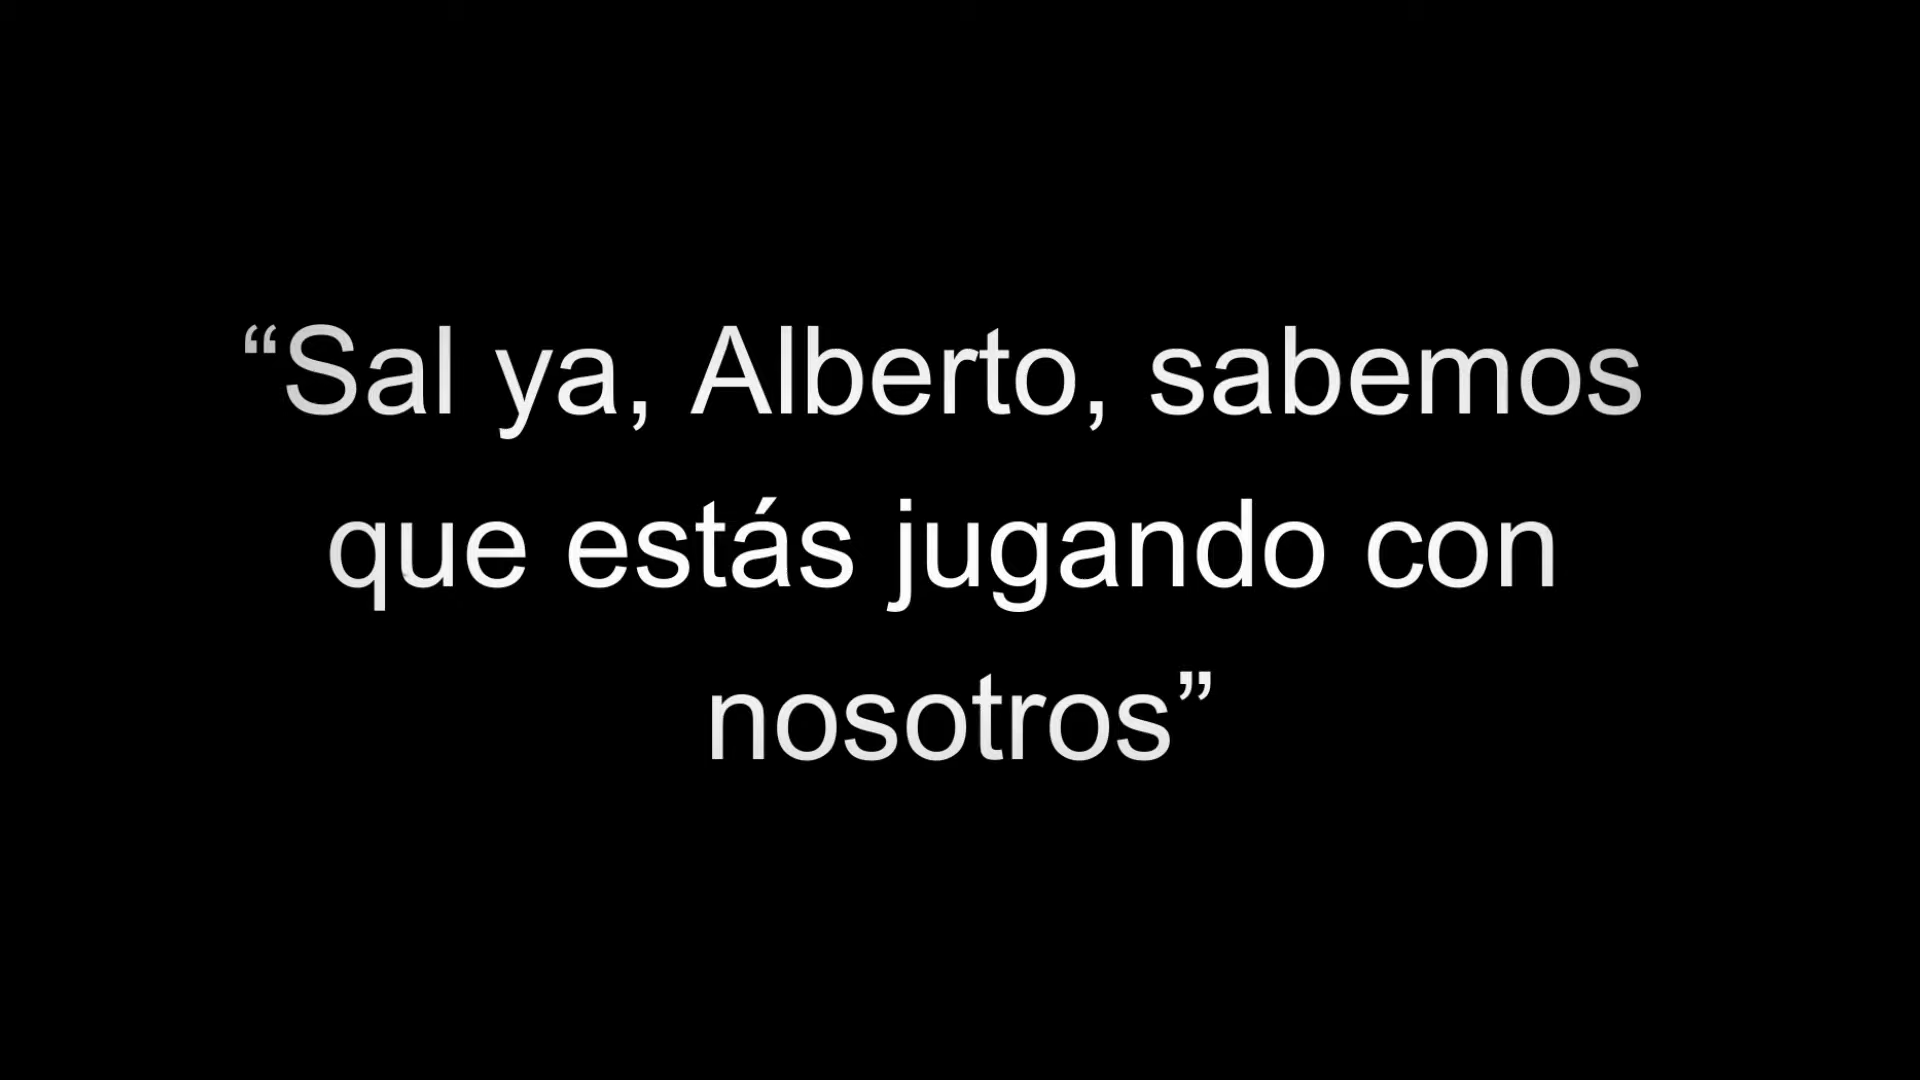 “Sal ya, Alberto, sabemos
que estás jugando con
nosotros”